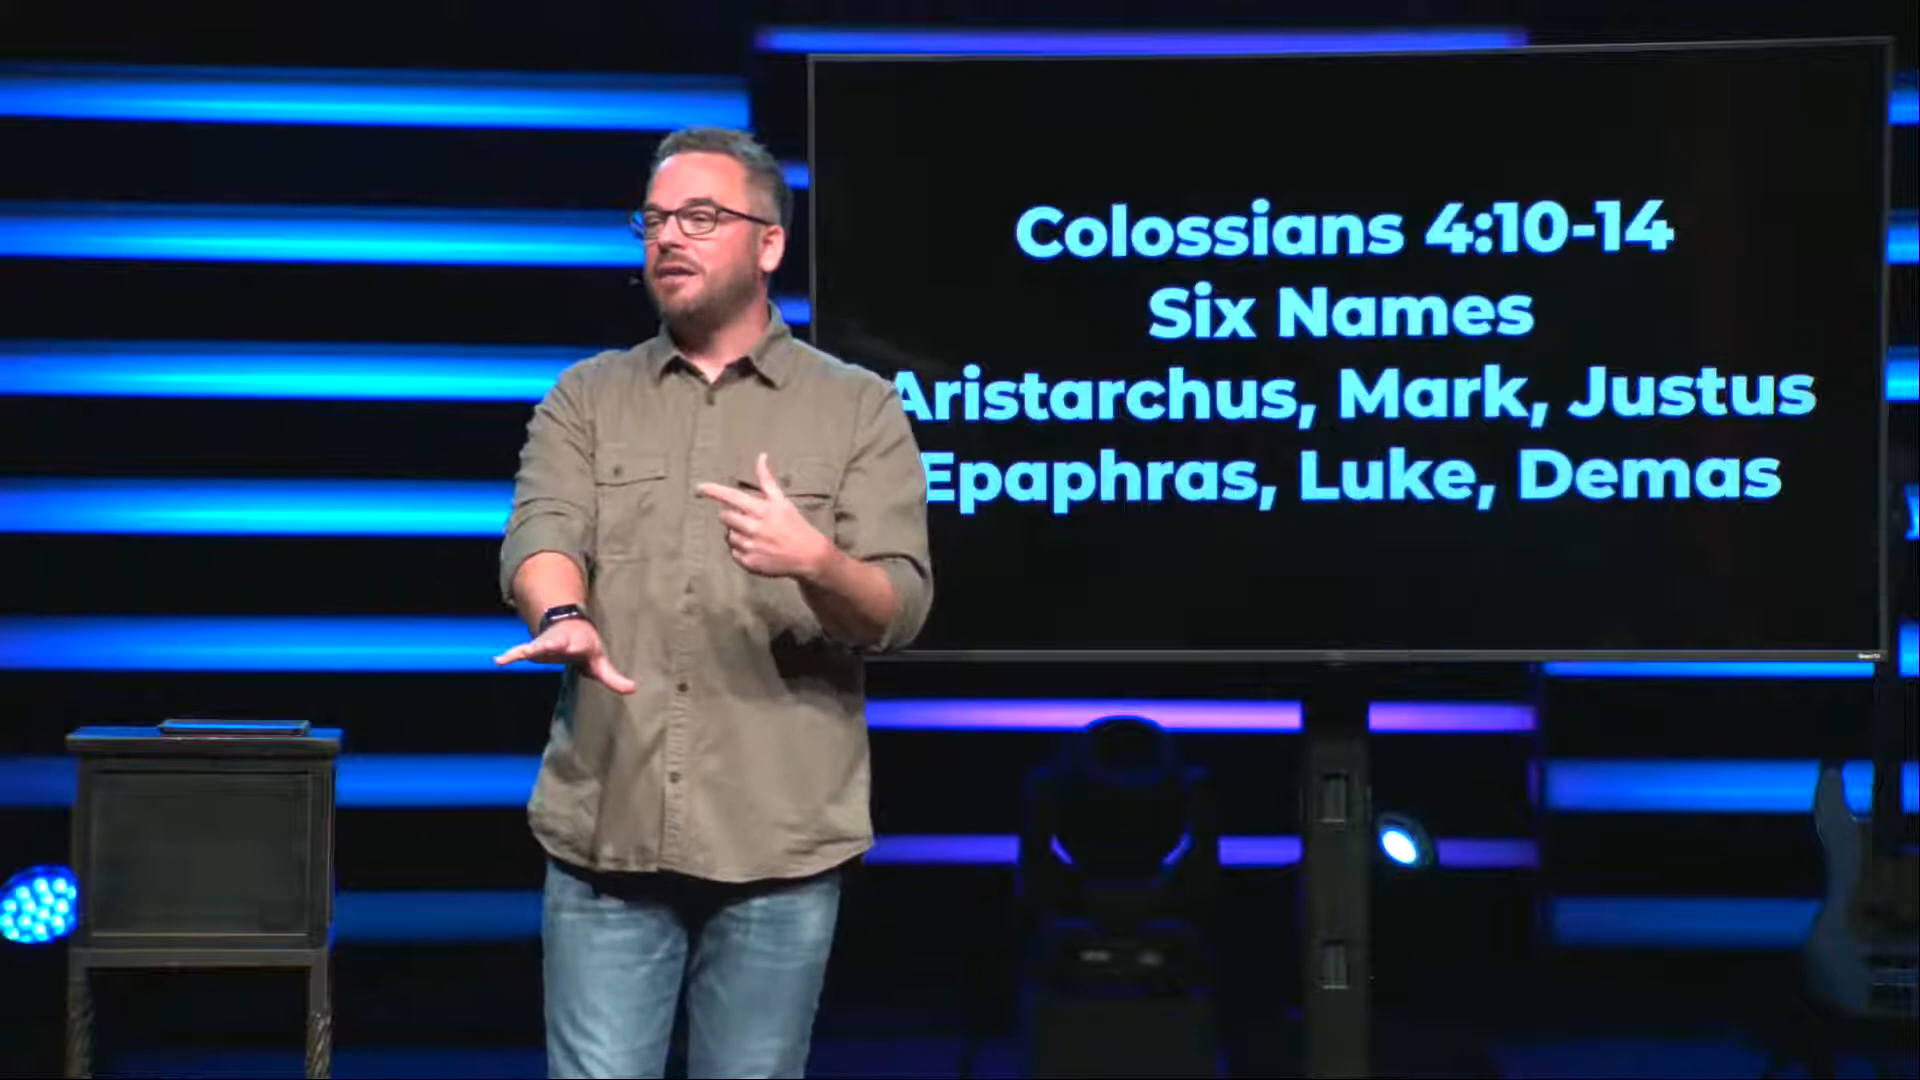 Colossians 4:10-14
Six Names
Aristarchus, Mark, Justus
Epaphras, Luke, Demas